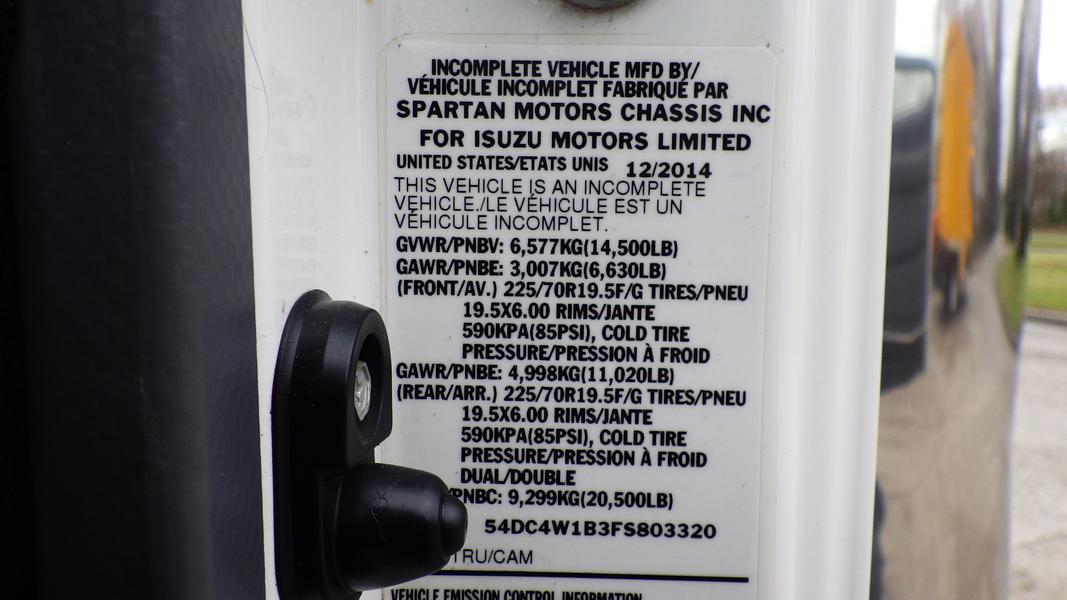 INCOMPLETE VEHICLE MFD BY/
VÉHICULE INCOMPLET FABRIQUÉ PAR
SPARTAN MOTORS CHASSIS INC
FOR ISUZU MOTORS LIMITED
UNITED STATES/ETATS UNIS 12/2014
THIS VEHICLE IS AN INCOMPLETE
VEHICLE./LE VÉHICULE EST UN
VÉHICULE INCOMPLET.
GVWR/PNBV: 6,577KG(14,500LB)
GAWR/PNBE: 3,007KG(6,630LB)
(FRONT/AV.) 225/70R19.5F/G TIRES/PNEU
19.5X6.00 RIMS/JANTE
590KPA(85PSI), COLD TIRE
PRESSURE/PRESSION À FROID
GAWR/PNBE: 4,998KG(11,020LB)
(REAR/ARR.) 225/70R19.5F/G TIRES/PNEU
19.5X6.00 RIMS/JANTE
590KPA(85PSI), COLD TIRE
PRESSURE/PRESSION À FROID
DUAL/DOUBLE
PNBC: 9,299KG(20,500LB)
54DC4W1B3FS803320
TRU/CAM
VEHICLE EMISSION CONTROL INFORMATION